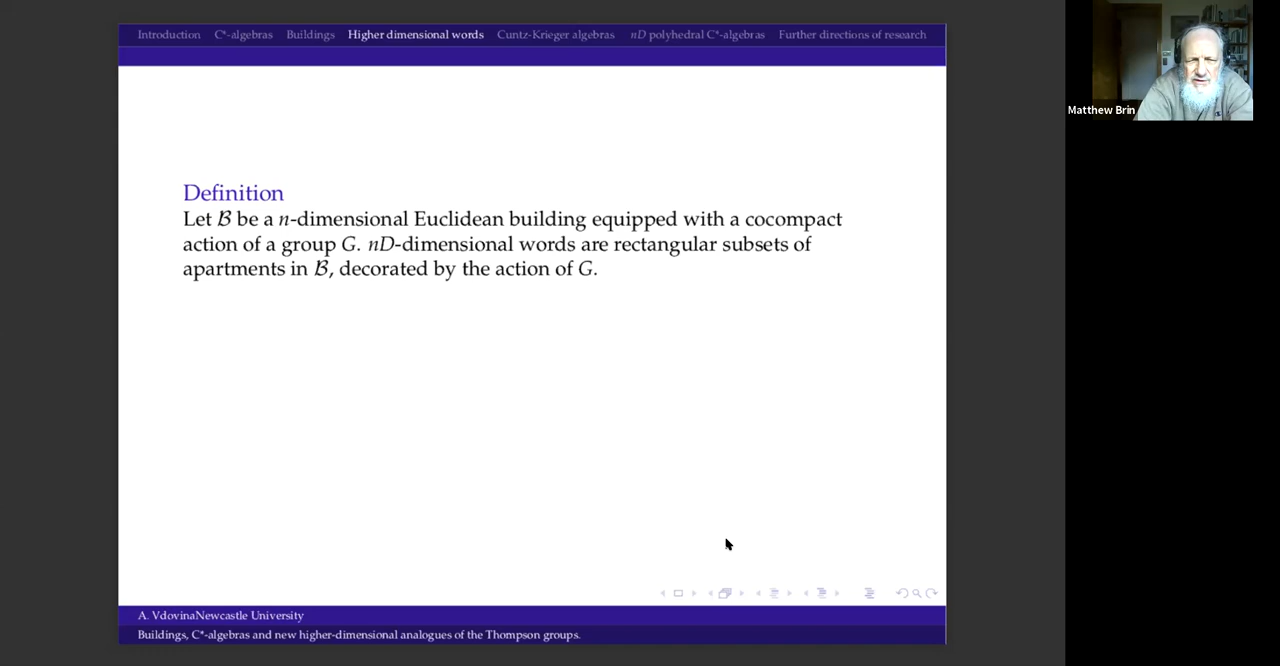 Introduction C*-algebras Buildings Higher dimensional words Cuntz-Krieger algebras nD polyhedral C*-algebras Further directions of research
Matthew Brin
Definition
Let B be a n-dimensional Euclidean building equipped with a cocompact
action of a group G. nD-dimensional words are rectangular subsets of
apartments in B, decorated by the action of G.
A. VdovinaNewcastle University
Buildings, C*-algebras and new higher-dimensional analogues of the Thompson groups.